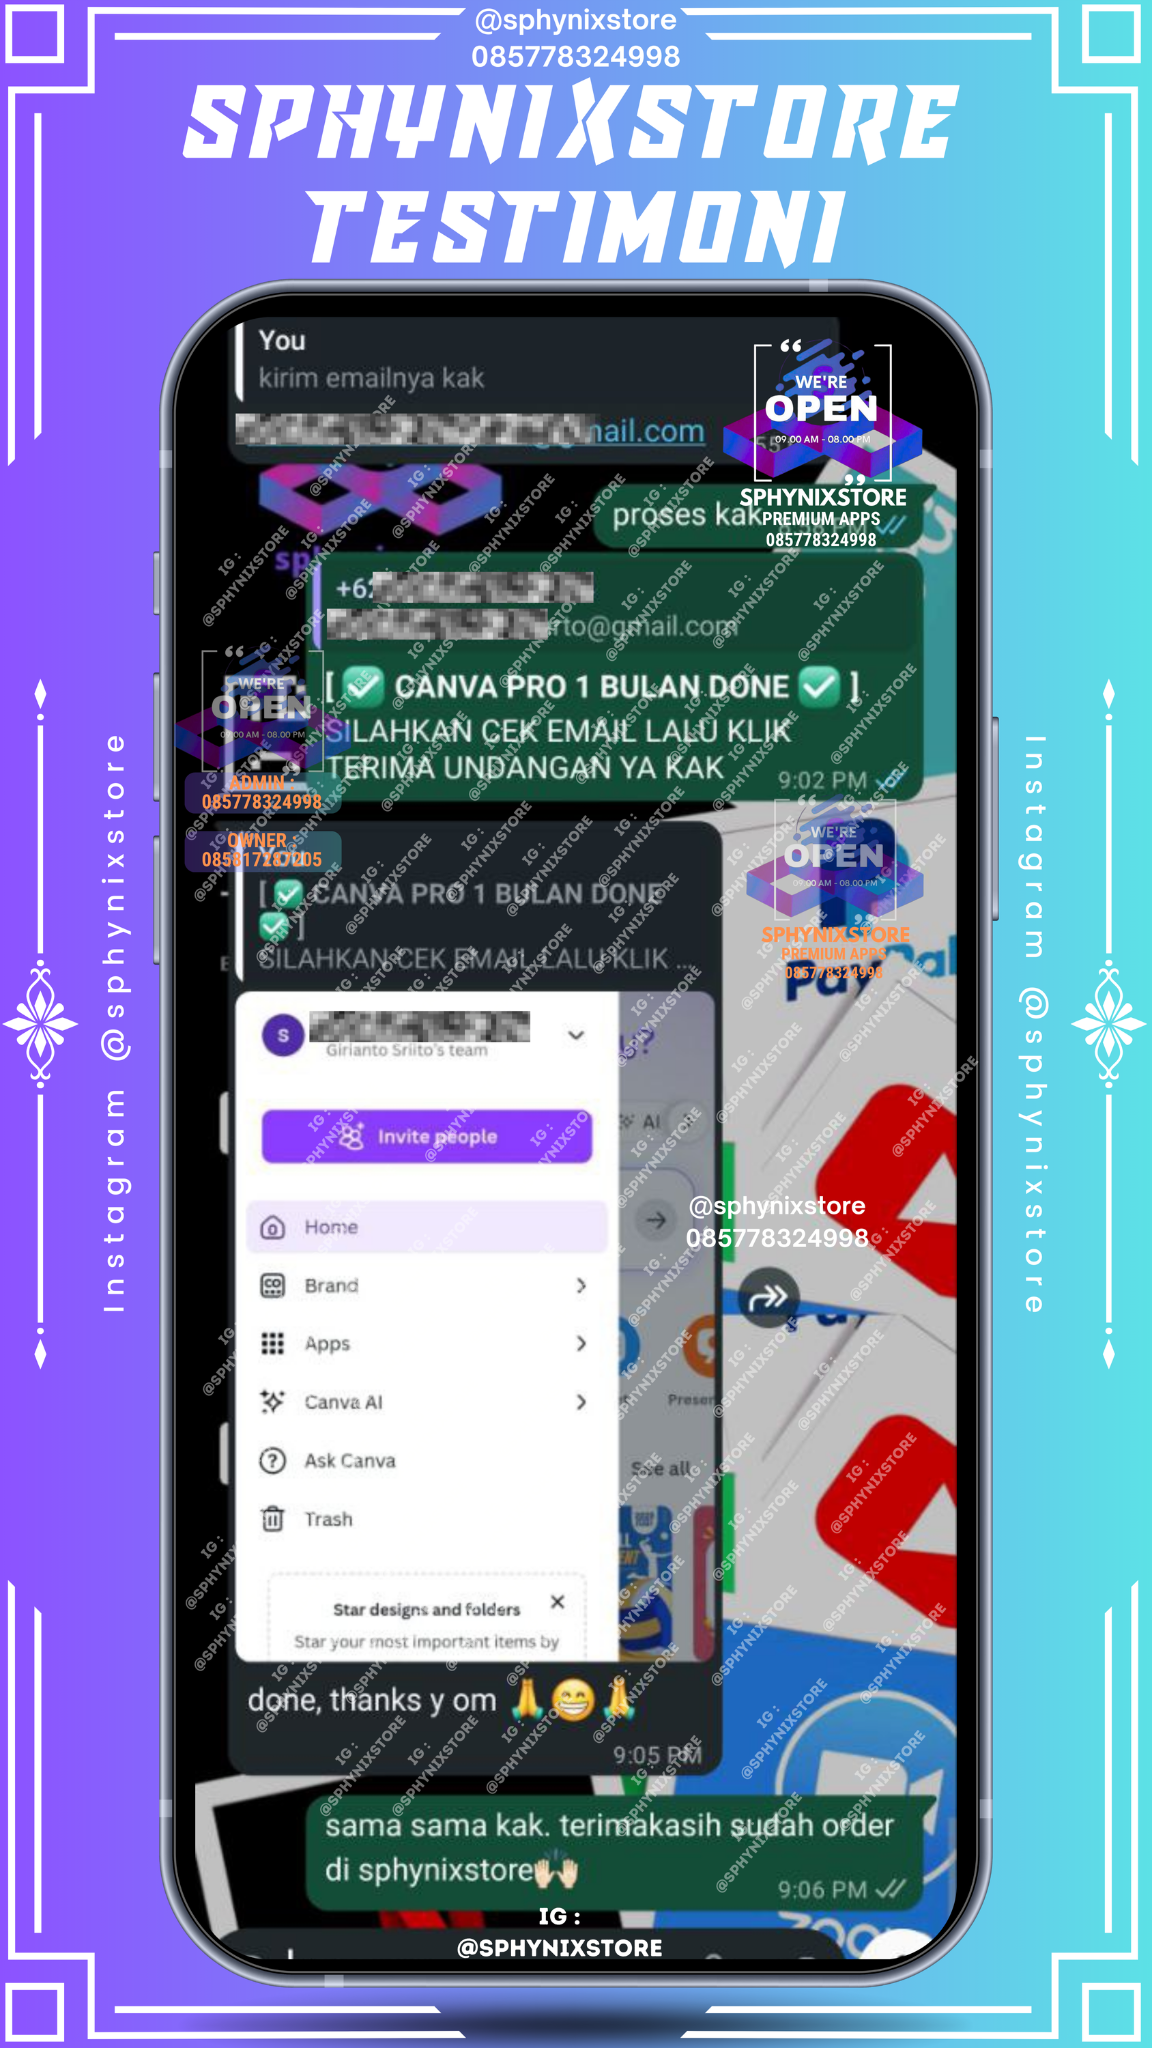 @sphynixstore
085778324998
SPHYNIXSTORE
TESTIMONI
You
kirim emailnya kak
mail.com
“
WE'RE
OPEN
09.00 AM - 08.00 PM
”
SPHYNIXSTORE
PREMIUM APPS
085778324998
proses kak
+62
rto@gmail.com
[ ✅ CANVA PRO 1 BULAN DONE ✅ ]
SILAHKAN CEK EMAIL LALU KLIK
TERIMA UNDANGAN YA KAK
9:02 PM
WE'RE
OPEN
09.00 AM - 08.00 PM
ADMIN :
085778324998
OWNER :
085817287205
WE'RE
OPEN
09.00 AM - 08.00 PM
SPHYNIXSTORE
PREMIUM APPS
085778324998
You
[ ✅ CANVA PRO 1 BULAN DONE
✅ ]
SILAHKAN CEK EMAIL LALU KLIK ...
PayPal
S
Girianto Sriito's team
Invite people
AI
Home
Brand
Apps
Canva AI
Ask Canva
Trash
See all
Star designs and folders
Star your most important items by
@sphynixstore
085778324998
done, thanks y om 🙏😁🙏
9:05 PM
sama sama kak. terimakasih sudah order
di sphynixstore🙌🏻
9:06 PM
zoom
IG :
@SPHYNIXSTORE
Instagram @sphynixstore
Instagram @sphynixstore
IG :
@SPHYNIXSTORE